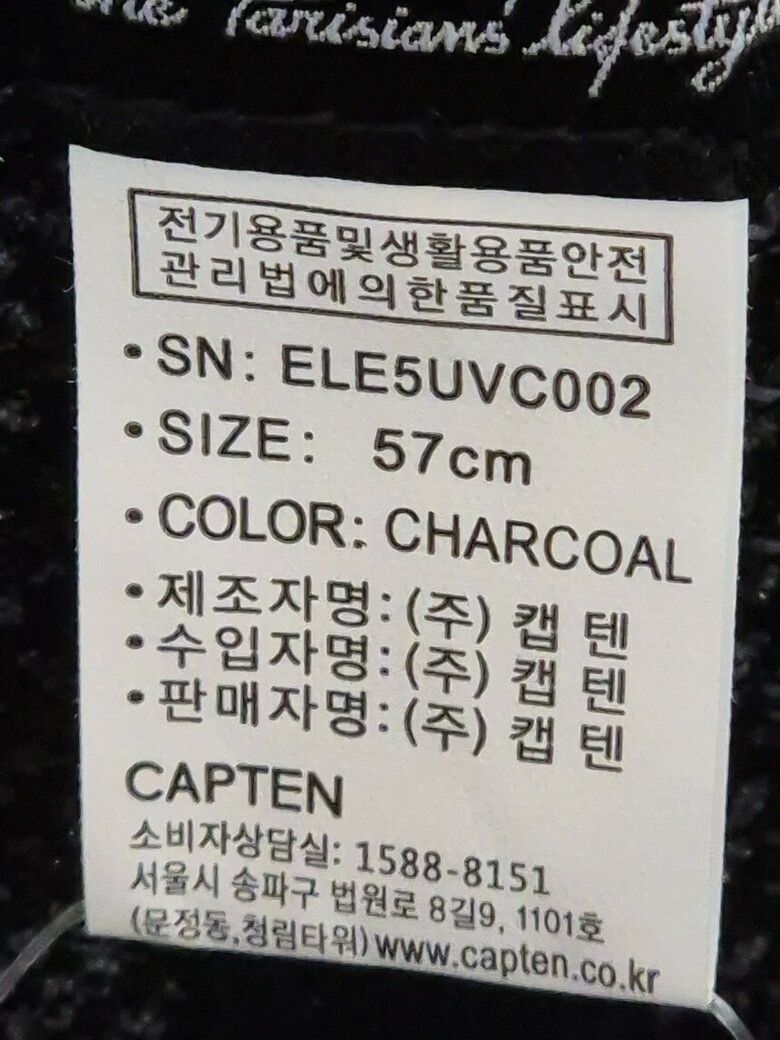 Parisians lifestyle
전기용품및생활용품안전
관리법에의한품질표시
• SN: ELE5UVC002
• SIZE: 57cm
• COLOR: CHARCOAL
• 제조자명: (주) 캡 텐
• 수입자명: (주) 캡 텐
• 판매자명: (주) 캡 텐
CAPTEN
소비자상담실: 1588-8151
서울시 송파구 법원로 8길9, 1101호
(문정동,청림타워) www.capten.co.kr